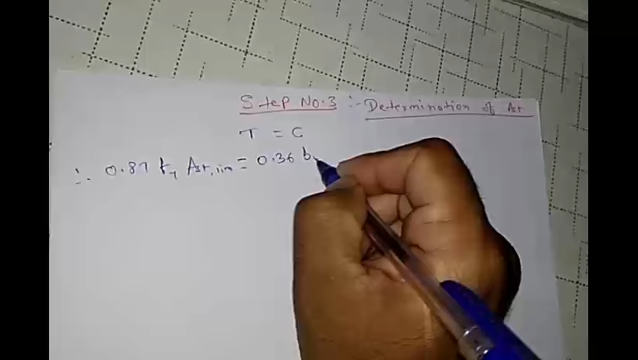 Step No.3 :- Determination of Ast
T = C
∴ 0.87 fy Ast,lim = 0.36 b